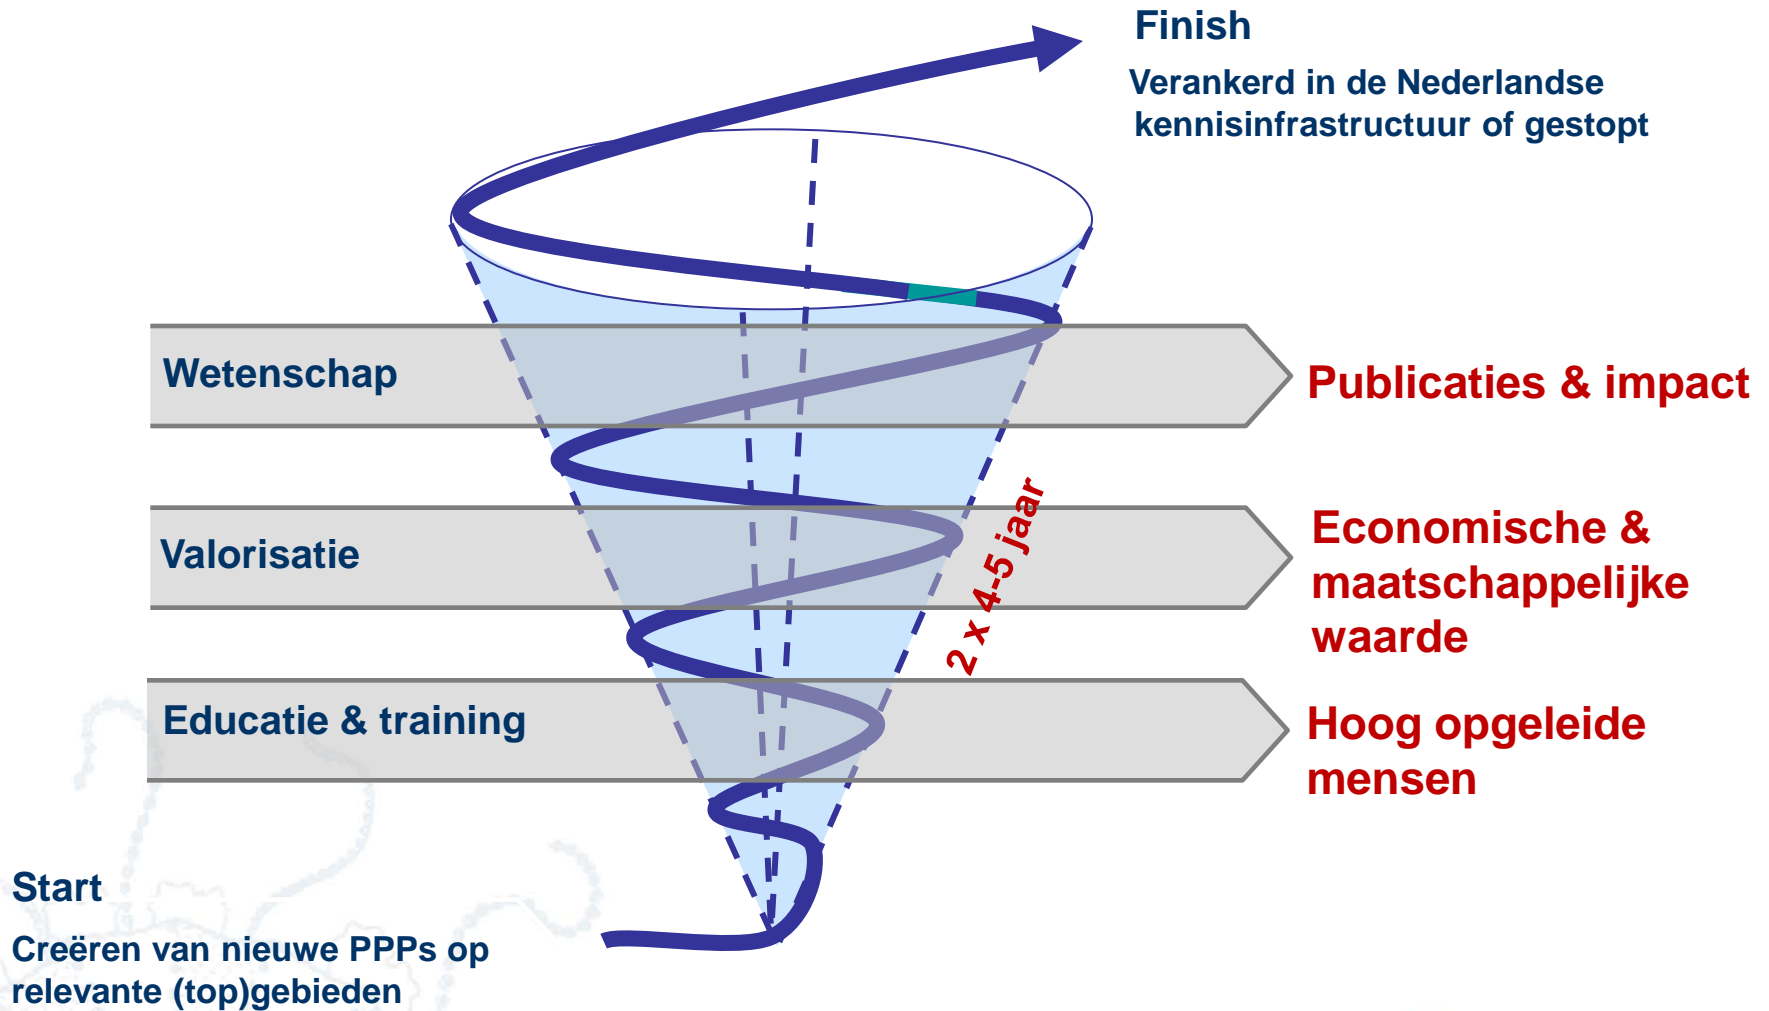 Finish
Verankerd in de Nederlandse
kennisinfrastructuur of gestopt
Wetenschap
Publicaties & impact
Valorisatie
2 x 4-5 jaar
Economische &
maatschappelijke
waarde
Educatie & training
Hoog opgeleide
mensen
Start
Creëren van nieuwe PPPs op
relevante (top)gebieden